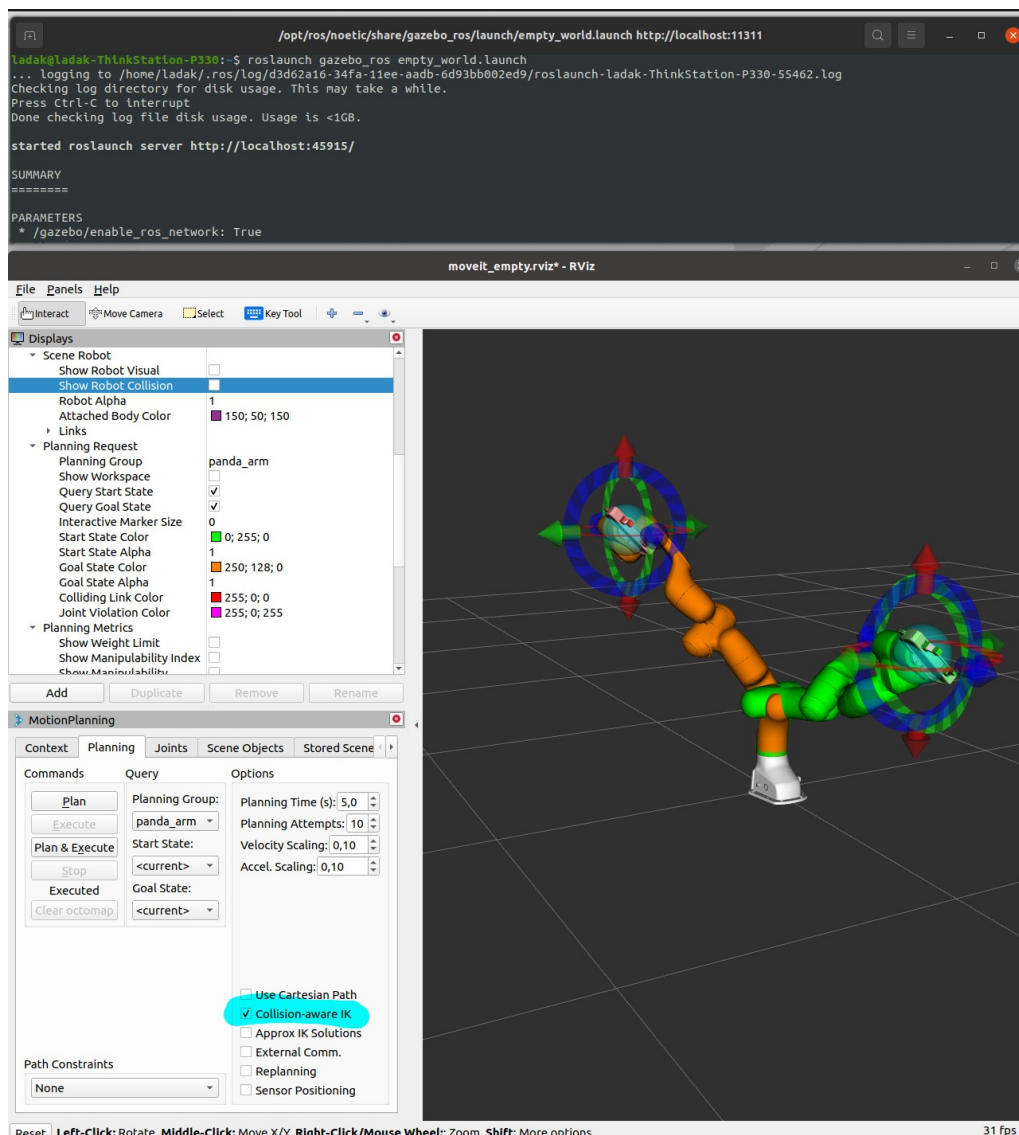 /opt/ros/noetic/share/gazebo_ros/launch/empty_world.launch http://localhost:11311
ladak@ladak-ThinkStation-P330:~$ roslaunch gazebo_ros empty_world.launch
... logging to /home/ladak/.ros/log/d3d62a16-34fa-11ee-aadb-6d93bb002ed9/roslaunch-ladak-ThinkStation-P330-55462.log
Checking log directory for disk usage. This may take a while.
Press Ctrl-C to interrupt
Done checking log file disk usage. Usage is <1GB.
started roslaunch server http://localhost:45915/
SUMMARY
========
PARAMETERS
* /gazebo/enable_ros_network: True
moveit_empty.rviz* - RViz
File Panels Help
Interact Move Camera Select Key Tool
Displays
Scene Robot
Show Robot Visual
Show Robot Collision
Robot Alpha 1
Attached Body Color 150; 50; 150
Links
Planning Request
Planning Group panda_arm
Show Workspace
Query Start State ✓
Query Goal State ✓
Interactive Marker Size 0
Start State Color 0; 255; 0
Start State Alpha 1
Goal State Color 250; 128; 0
Goal State Alpha 1
Colliding Link Color 255; 0; 0
Joint Violation Color 255; 0; 255
Planning Metrics
Show Weight Limit
Show Manipulability Index
Show Manipulability
Add Duplicate Remove Rename
MotionPlanning
Context Planning Joints Scene Objects Stored Scene
Commands Query Options
Plan Planning Group: Planning Time (s): 5,0
Execute panda_arm Planning Attempts: 10
Plan & Execute Start State: Velocity Scaling: 0,10
Stop <current> Accel. Scaling: 0,10
Executed Goal State:
Clear octomap <current>
Use Cartesian Path
Collision-aware IK
Approx IK Solutions
External Comm.
Path Constraints Replanning
None Sensor Positioning
Reset Left-Click: Rotate. Middle-Click: Move X/Y. Right-Click/Mouse Wheel:: Zoom. Shift: More options. 31 fps